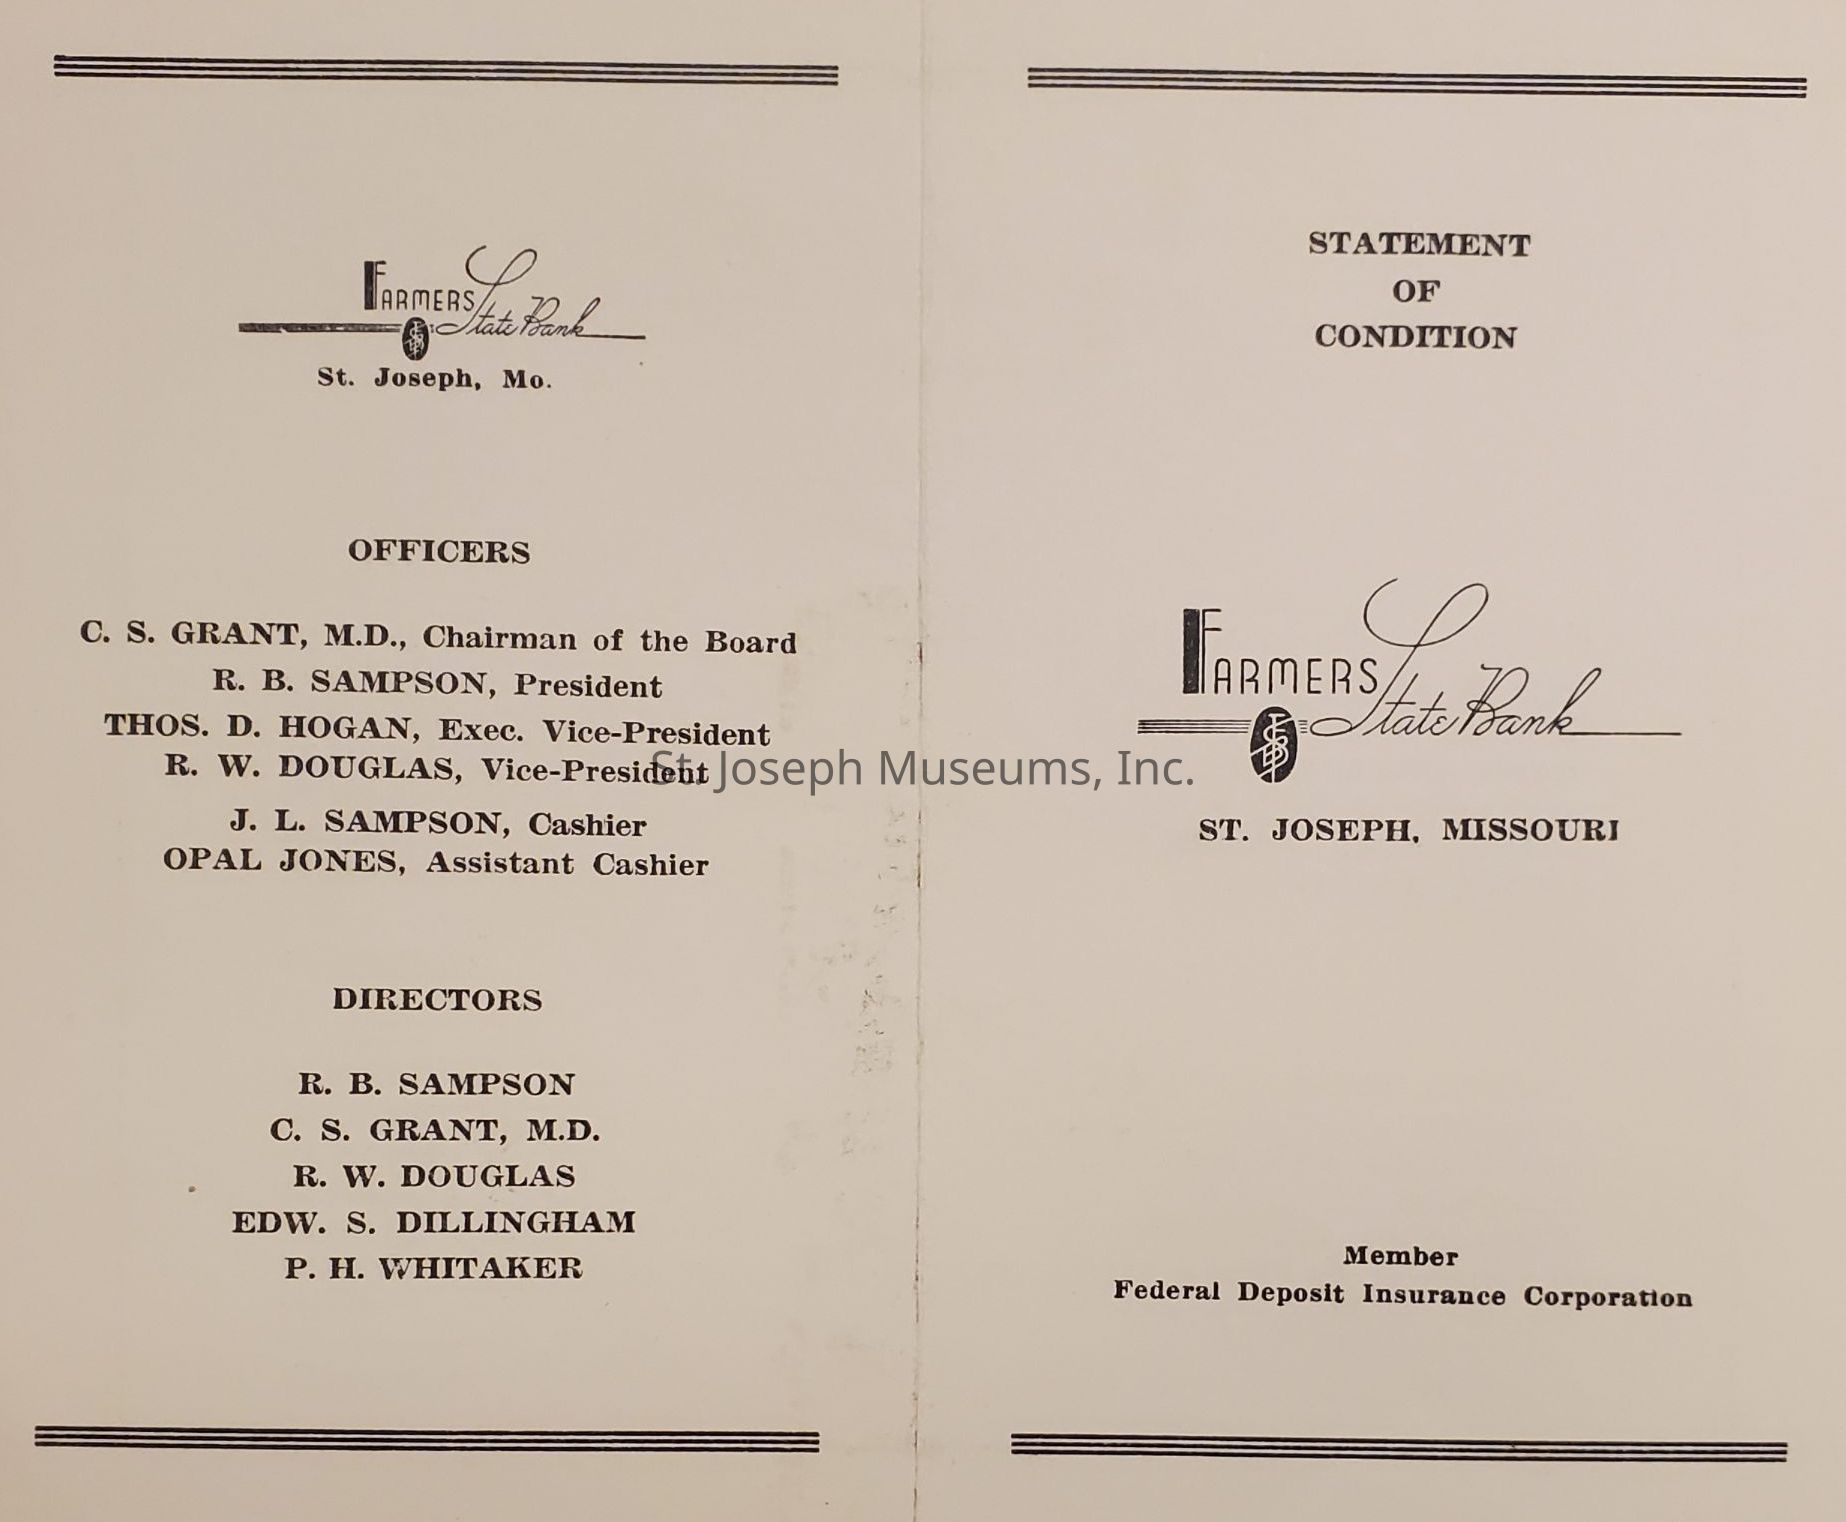 FARMERS State Bank
FSB
St. Joseph, Mo.
OFFICERS
C. S. GRANT, M.D., Chairman of the Board
R. B. SAMPSON, President
THOS. D. HOGAN, Exec. Vice-President
R. W. DOUGLAS, Vice-President
J. L. SAMPSON, Cashier
OPAL JONES, Assistant Cashier
DIRECTORS
R. B. SAMPSON
C. S. GRANT, M.D.
R. W. DOUGLAS
EDW. S. DILLINGHAM
P. H. WHITAKER
STATEMENT
OF
CONDITION
FARMERS State Bank
FSB
ST. JOSEPH, MISSOURI
Member
Federal Deposit Insurance Corporation
St. Joseph Museums, Inc.